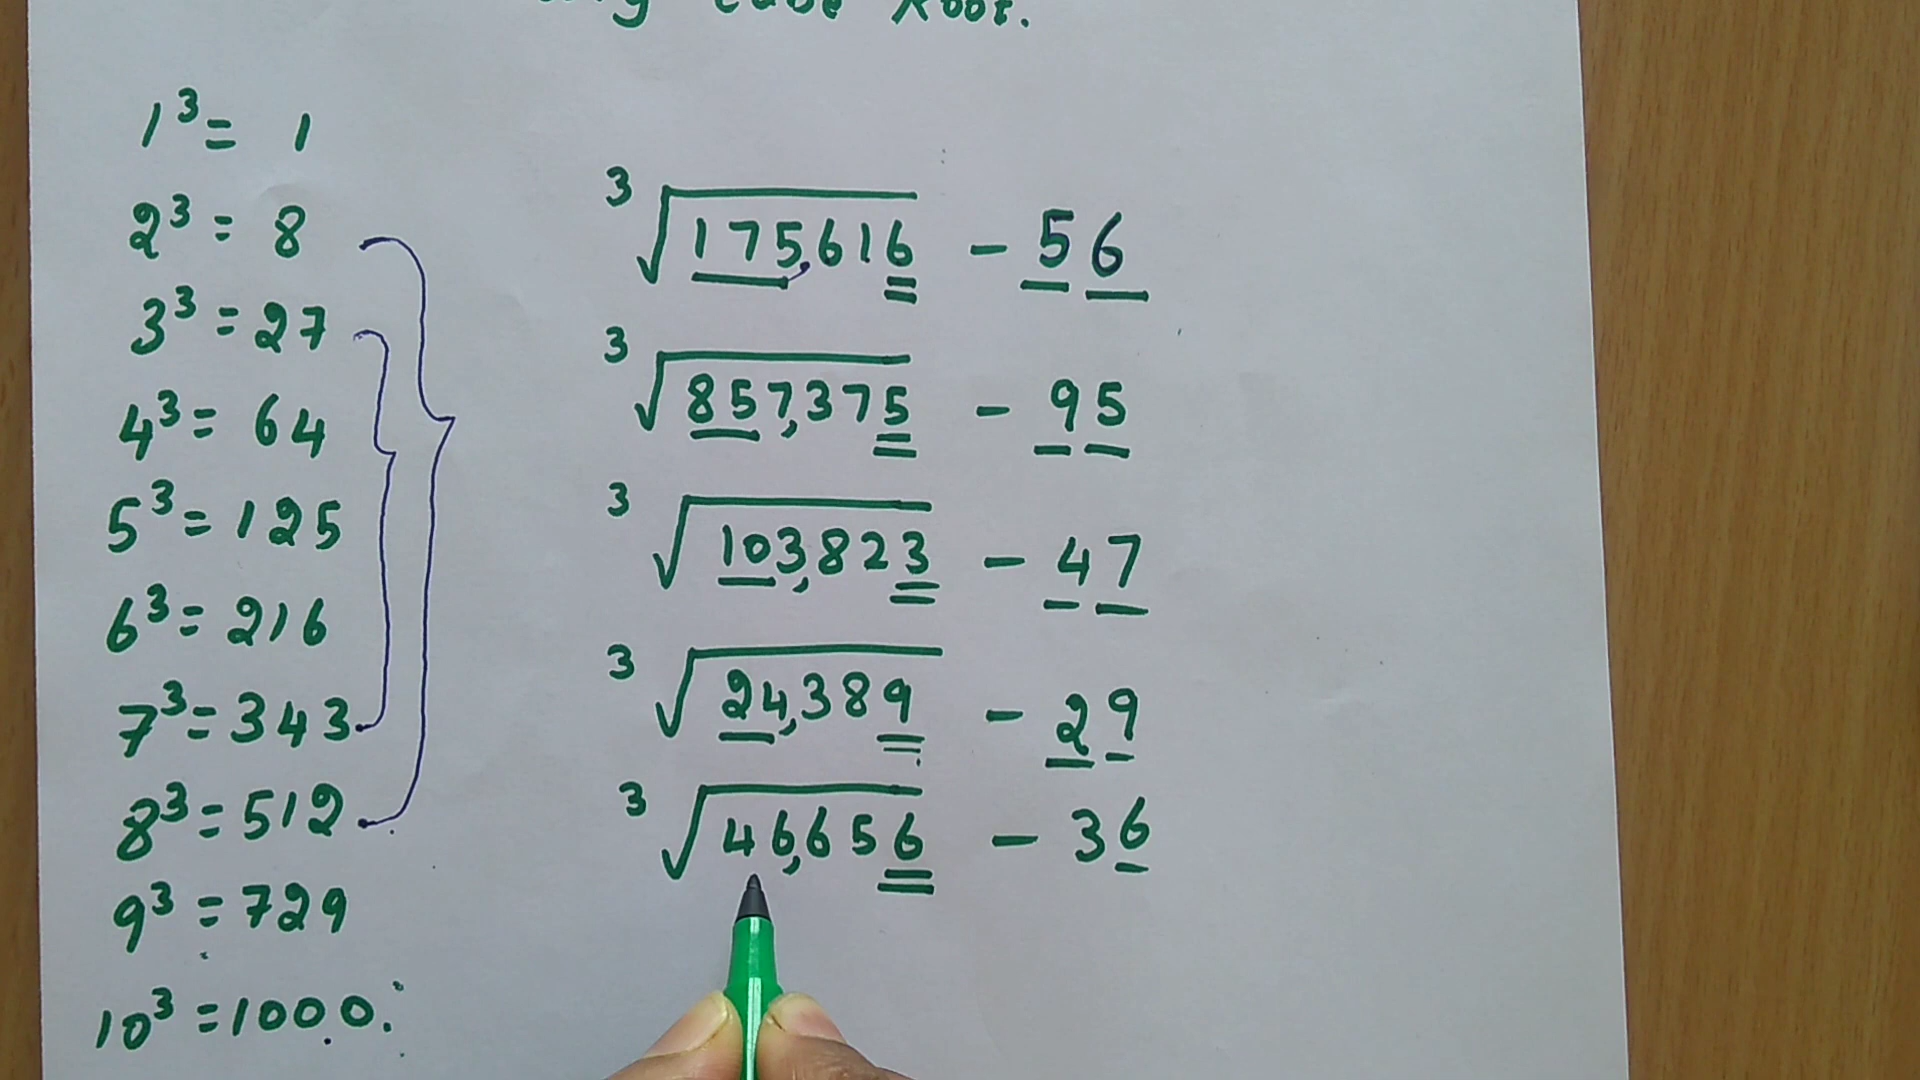 Cube Root.
1³ = 1
2³ = 8
3³ = 27
4³ = 64
5³ = 125
6³ = 216
7³ = 343
8³ = 512
9³ = 729
10³ = 1000.
³√175,616 - 56
³√857,375 - 95
³√103,823 - 47
³√24,389 - 29
³√46,656 - 36